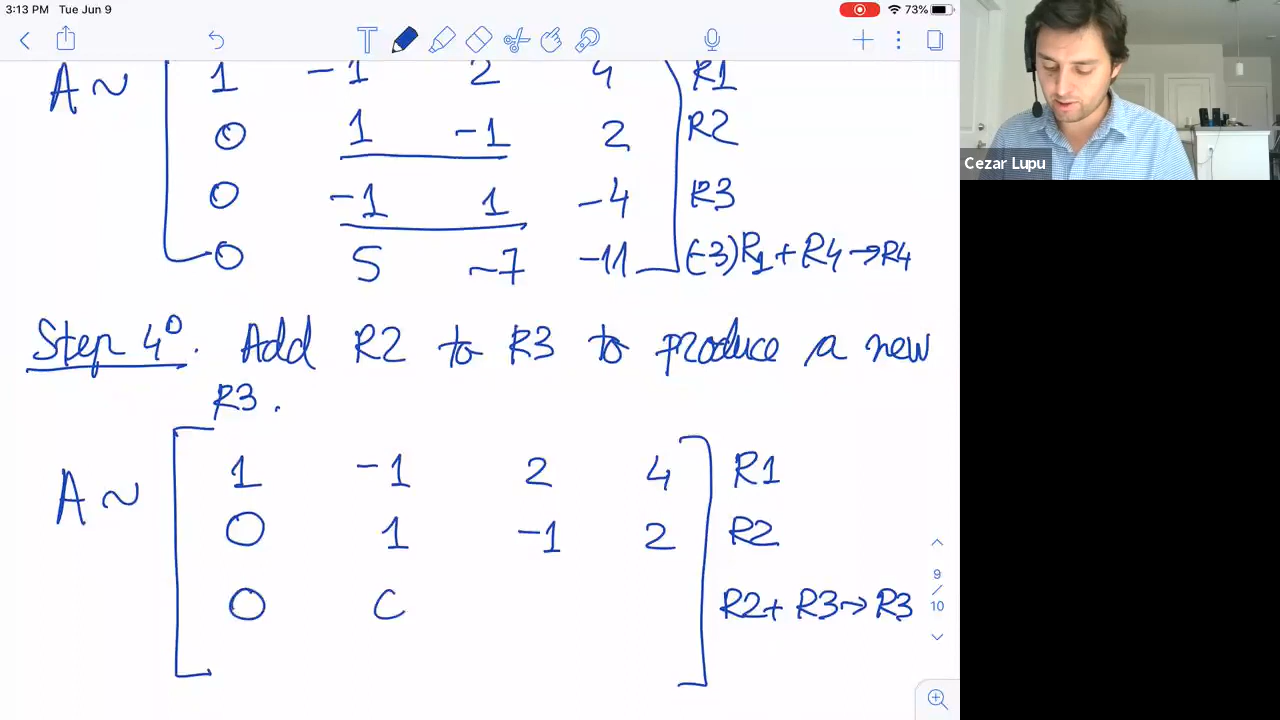 3:13 PM Tue Jun 9
73%
T
A ~ 1 -1 2 4 R1
0 1 -1 2 R2
0 -1 1 -4 R3
0 5 -7 -11 (-3)R1 + R4 → R4
Step 4⁰. Add R2 to R3 to produce a new
R3.
A ~ 1 -1 2 4 R1
0 1 -1 2 R2
0 C R2 + R3 → R3
9
/
10
Cezar Lupu